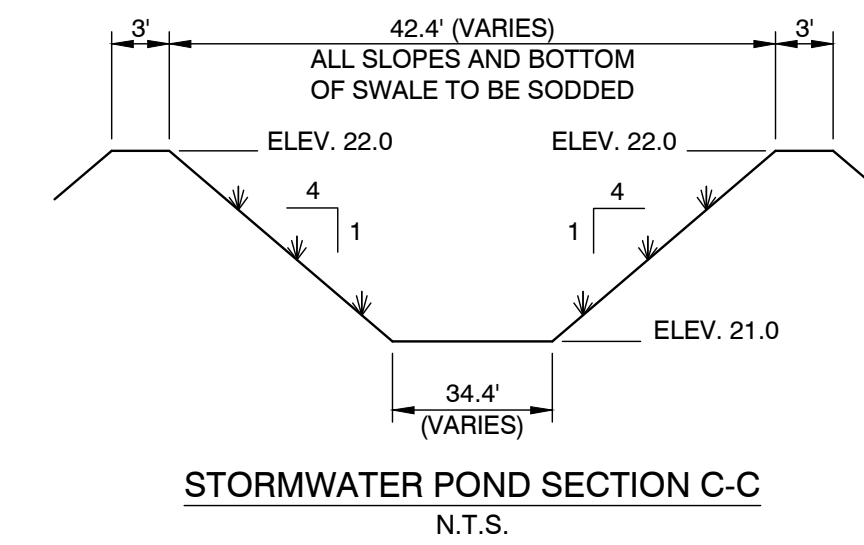 3' 42.4' (VARIES) 3'
ALL SLOPES AND BOTTOM
OF SWALE TO BE SODDED
ELEV. 22.0 ELEV. 22.0
4 4
1 1
ELEV. 21.0
34.4'
(VARIES)
STORMWATER POND SECTION C-C
N.T.S.